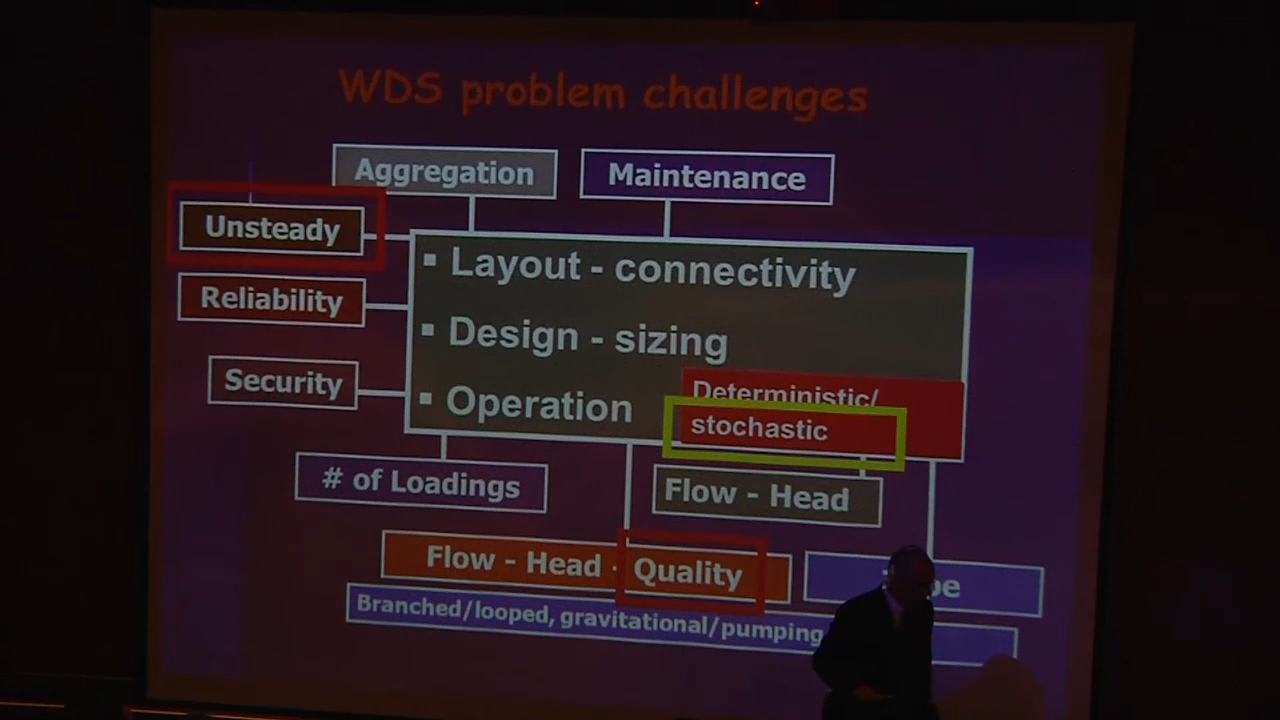 WDS problem challenges
Aggregation
Maintenance
Unsteady
Reliability
Security
▪ Layout - connectivity
▪ Design - sizing
▪ Operation
Deterministic/
stochastic
# of Loadings
Flow - Head
Flow - Head - Quality
Branched/looped, gravitational/pumping